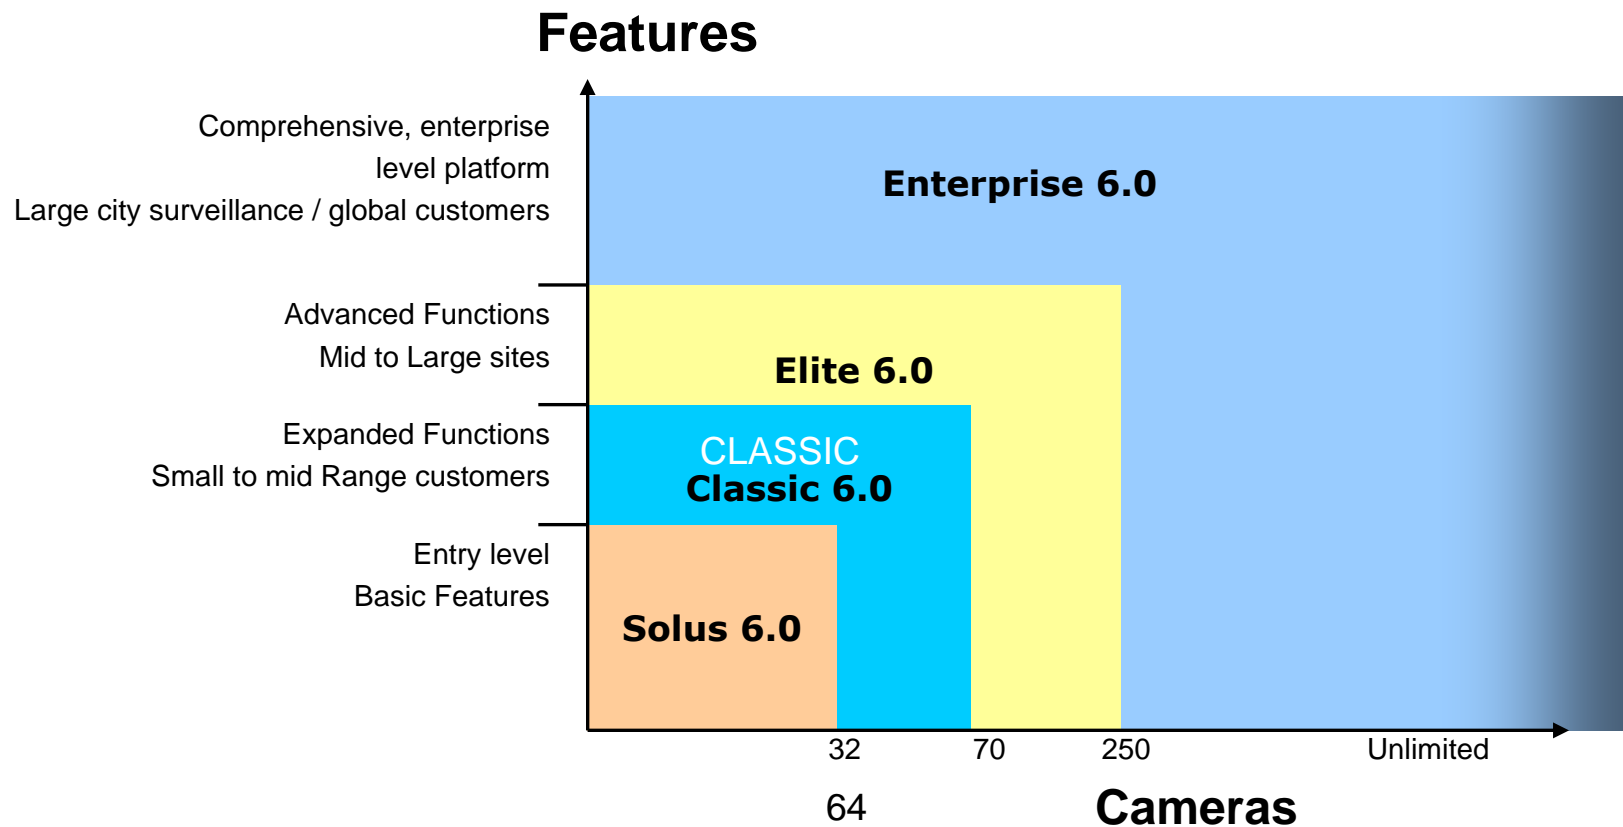 Features
Comprehensive, enterprise
level platform
Large city surveillance / global customers
Enterprise 6.0
Advanced Functions
Mid to Large sites
Elite 6.0
Expanded Functions
Small to mid Range customers
CLASSIC
Classic 6.0
Entry level
Basic Features
Solus 6.0
32 70 250 Unlimited
64 Cameras